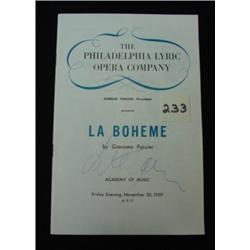 THE
PHILADELPHIA LYRIC
OPERA COMPANY
presents
233
LA BOHEME
by Giacomo Puccini
ACADEMY OF MUSIC
Friday Evening, November 20, 1959